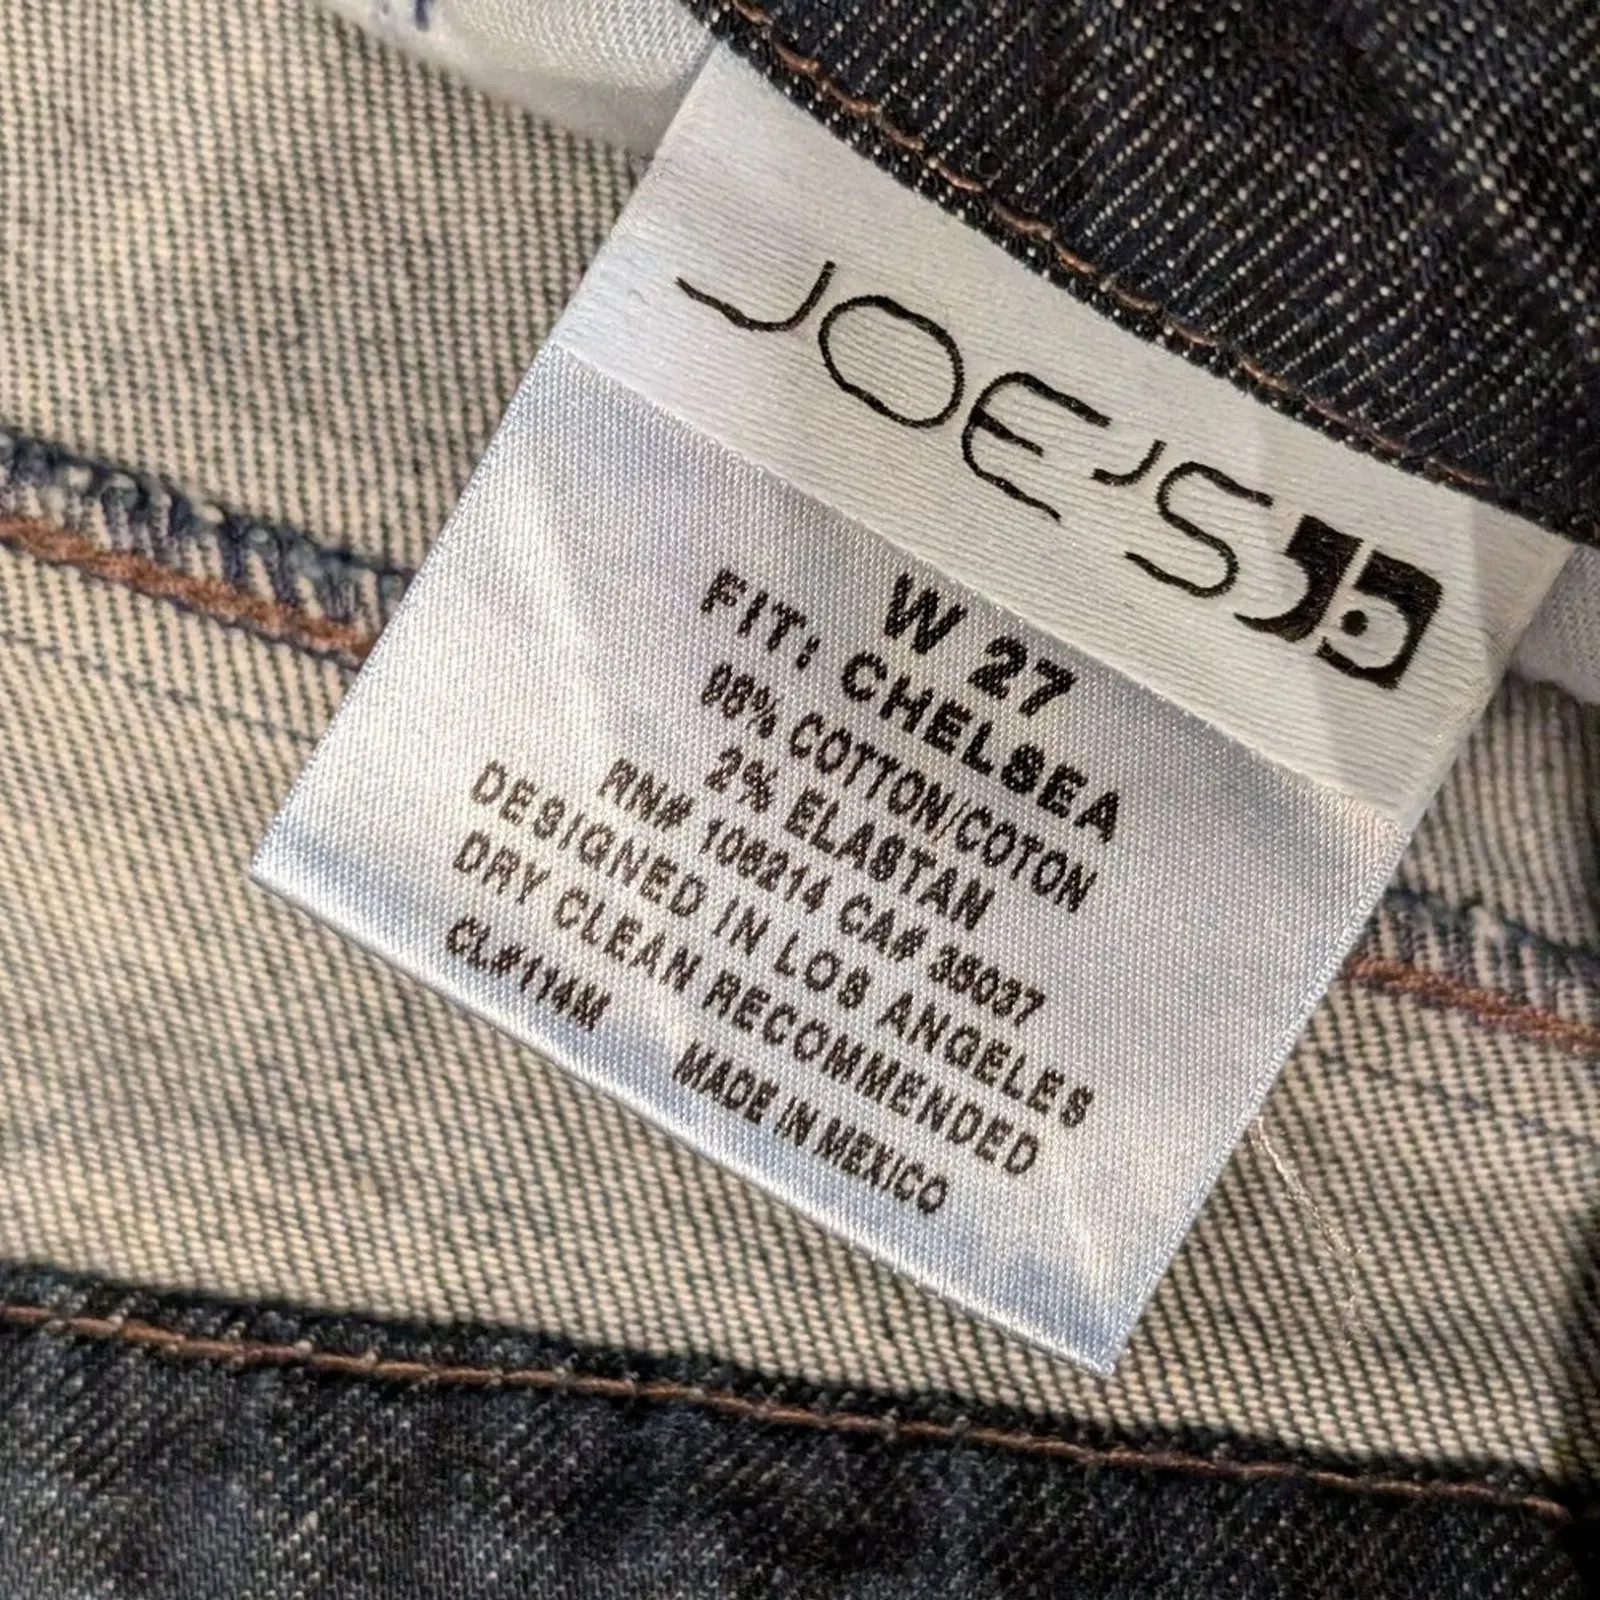 JOE'S
W 27
FIT: CHELSEA
98% COTTON/COTON
2% ELASTAN
RN# 106214 CA# 35037
DESIGNED IN LOS ANGELES
DRY CLEAN RECOMMENDED
CL#114M
MADE IN MEXICO